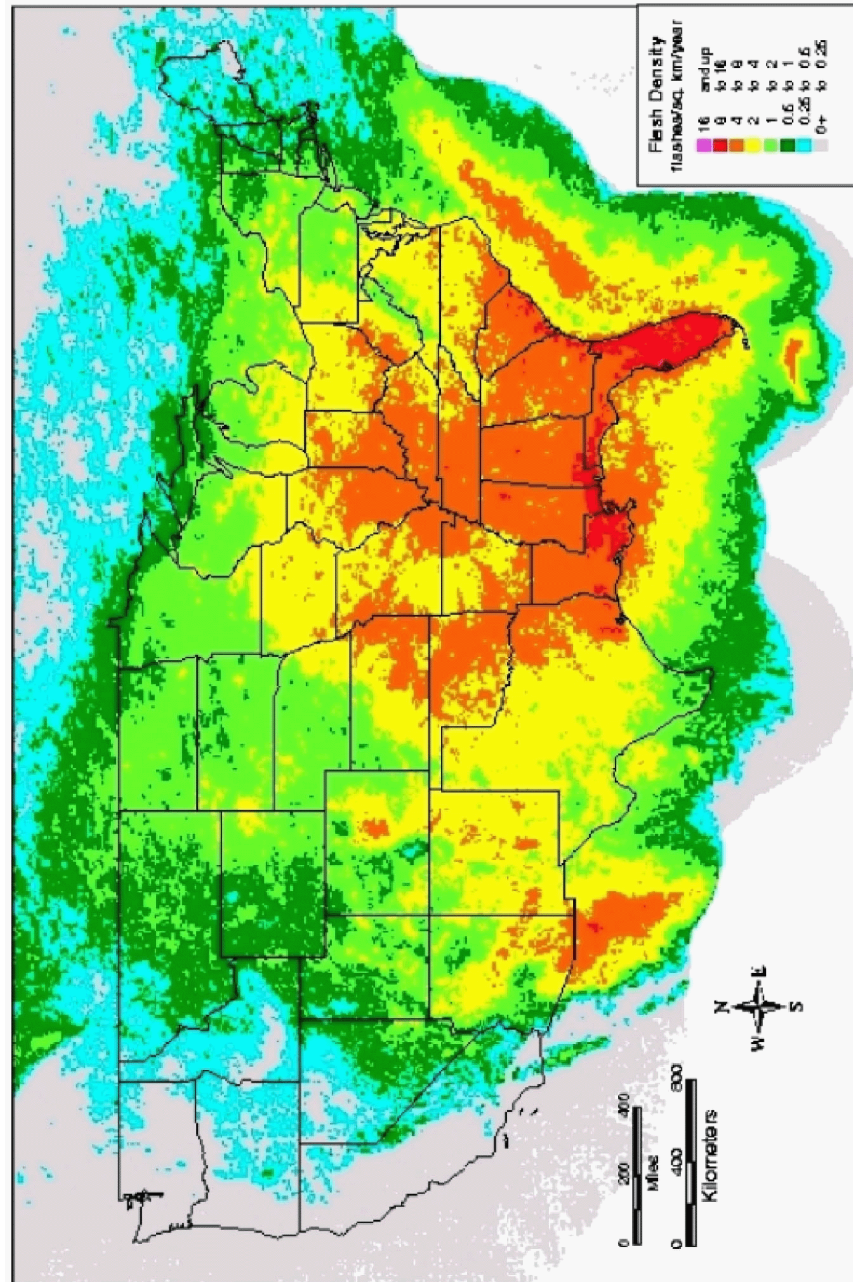 Flash Density
flashes/sq. km/year
16 and up
8 to 16
4 to 8
2 to 4
1 to 2
0.5 to 1
0.25 to 0.5
0+ to 0.25
N
W E
S
0 200 400
Miles
0 400 800
Kilometers